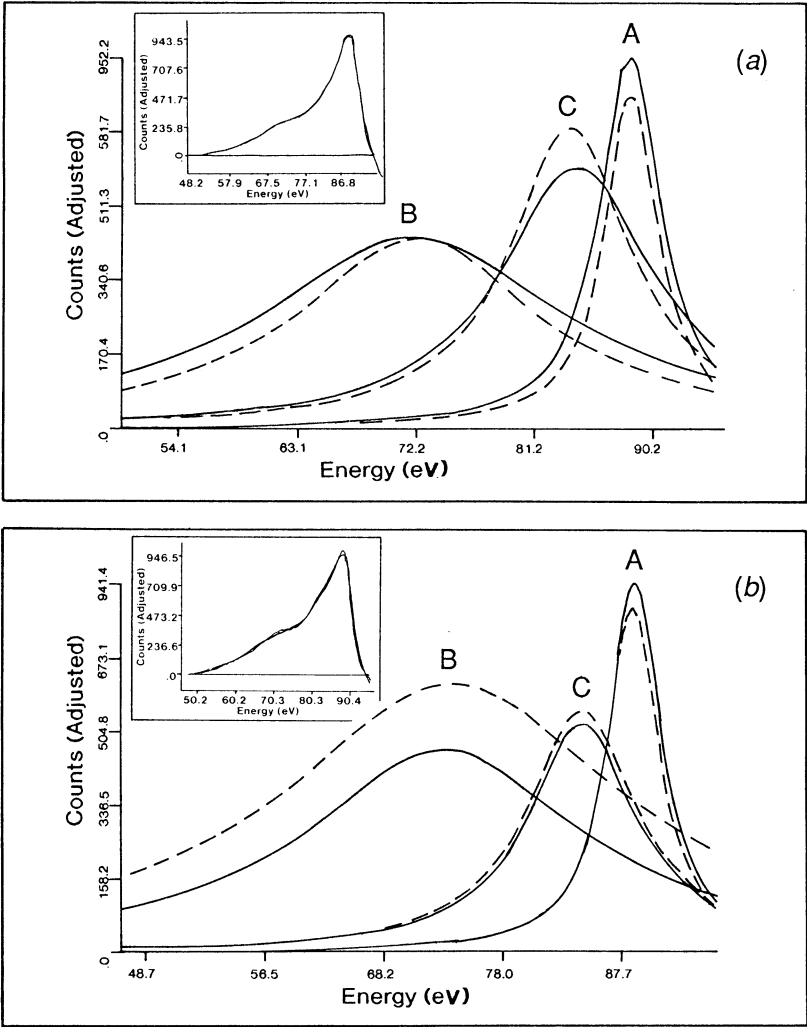 (a)
A
C
B
Counts (Adjusted)
952.2
581.7
511.3
340.6
170.4
.0
54.1 63.1 72.2 81.2 90.2
Energy (eV)
Counts (Adjusted)
943.5
707.6
471.7
235.8
0
48.2 57.9 67.5 77.1 86.8
Energy (eV)
(b)
A
B
C
Counts (Adjusted)
941.4
673.1
504.8
336.5
158.2
.0
48.7 56.5 68.2 78.0 87.7
Energy (eV)
Counts (Adjusted)
946.5
709.9
473.2
236.6
.0
50.2 60.2 70.3 80.3 90.4
Energy (eV)